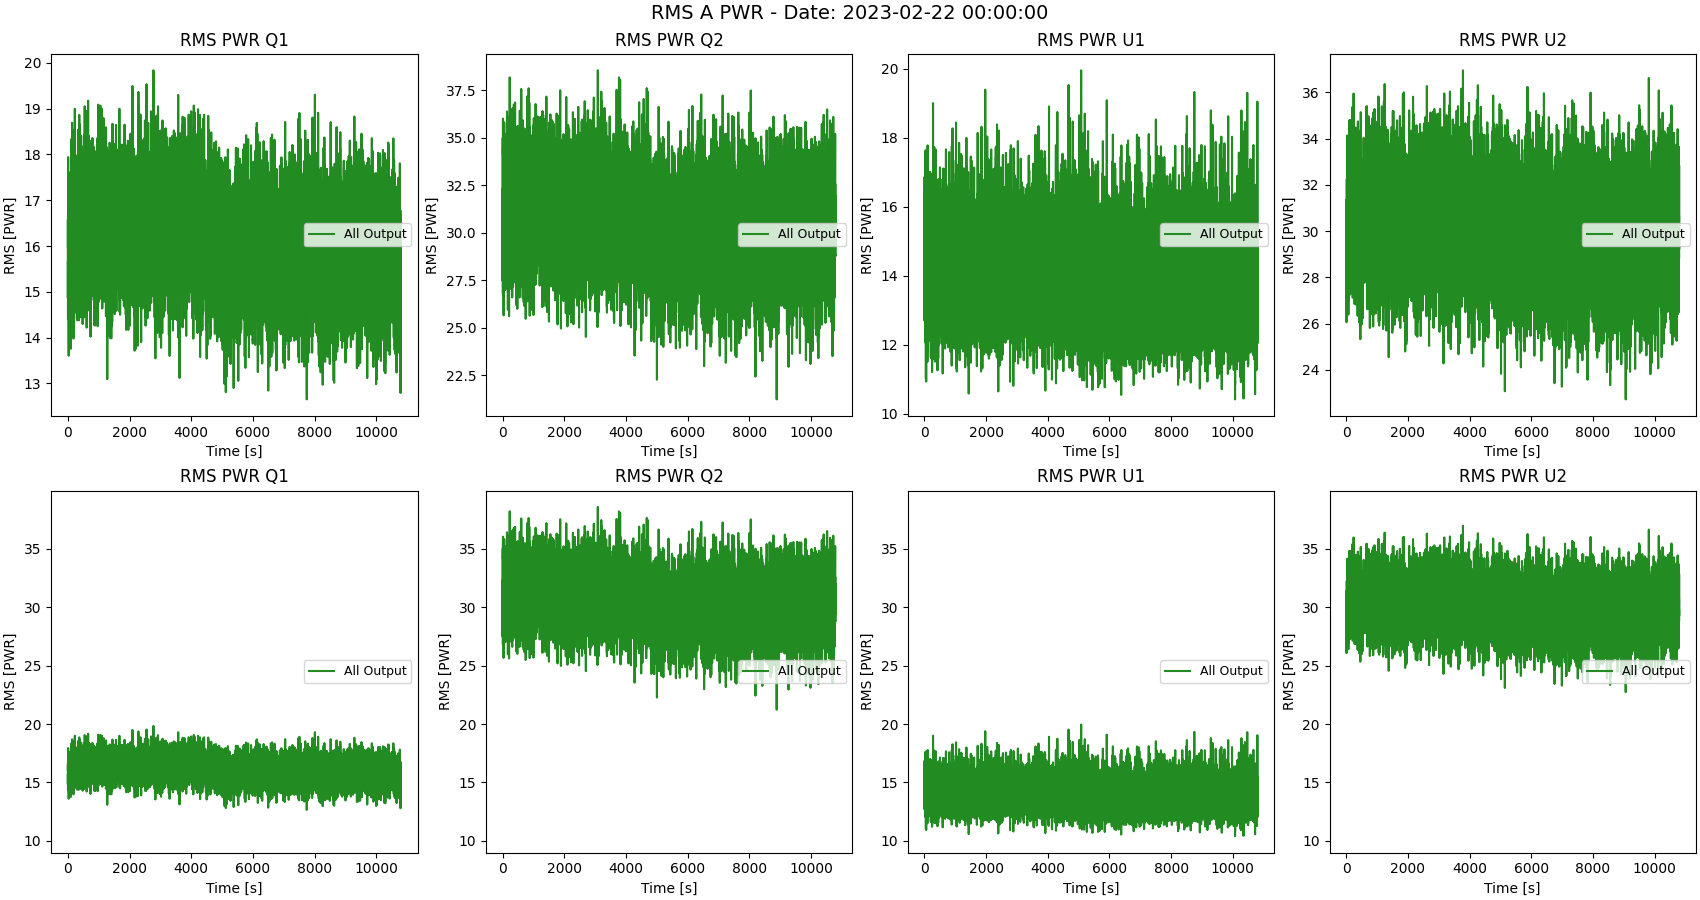 RMS A PWR - Date: 2023-02-22 00:00:00
RMS PWR Q1
RMS PWR Q2
RMS PWR U1
RMS PWR U2
RMS [PWR]
20
19
18
17
16
15
14
13
All Output
0 2000 4000 6000 8000 10000
Time [s]
RMS [PWR]
37.5
35.0
32.5
30.0
27.5
25.0
22.5
All Output
0 2000 4000 6000 8000 10000
Time [s]
RMS [PWR]
20
18
16
14
12
10
All Output
0 2000 4000 6000 8000 10000
Time [s]
RMS [PWR]
36
34
32
30
28
26
24
All Output
0 2000 4000 6000 8000 10000
Time [s]
RMS PWR Q1
RMS PWR Q2
RMS PWR U1
RMS PWR U2
RMS [PWR]
35
30
25
20
15
10
All Output
0 2000 4000 6000 8000 10000
Time [s]
RMS [PWR]
35
30
25
20
15
10
All Output
0 2000 4000 6000 8000 10000
Time [s]
RMS [PWR]
35
30
25
20
15
10
All Output
0 2000 4000 6000 8000 10000
Time [s]
RMS [PWR]
35
30
25
20
15
10
All Output
0 2000 4000 6000 8000 10000
Time [s]